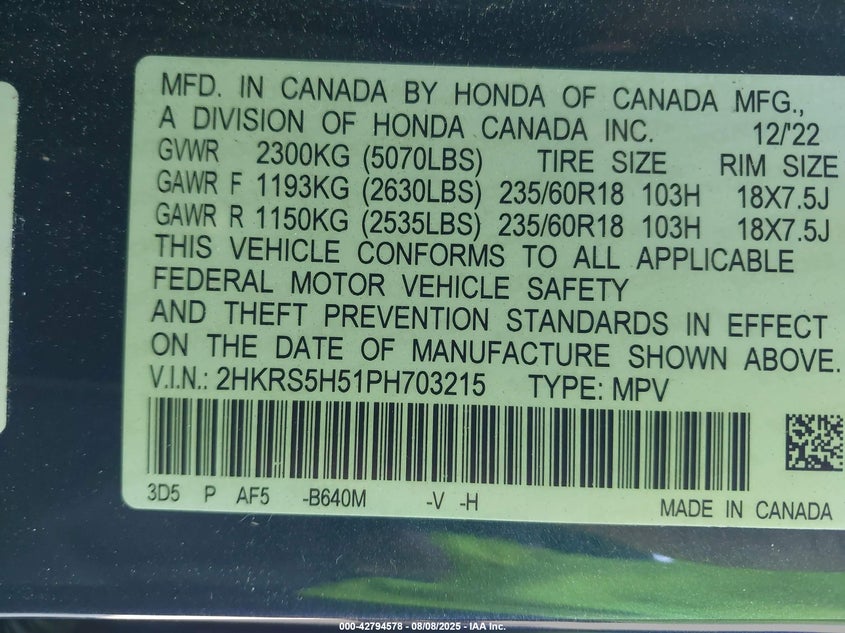 MFD. IN CANADA BY HONDA OF CANADA MFG.,
A DIVISION OF HONDA CANADA INC. 12/'22
GVWR 2300KG (5070LBS) TIRE SIZE RIM SIZE
GAWR F 1193KG (2630LBS) 235/60R18 103H 18X7.5J
GAWR R 1150KG (2535LBS) 235/60R18 103H 18X7.5J
THIS VEHICLE CONFORMS TO ALL APPLICABLE
FEDERAL MOTOR VEHICLE SAFETY
AND THEFT PREVENTION STANDARDS IN EFFECT
ON THE DATE OF MANUFACTURE SHOWN ABOVE.
V.I.N.: 2HKRS5H51PH703215 TYPE: MPV
3D5 P AF5 -B640M -V -H MADE IN CANADA
000-42794578 - 08/08/2025 - IAA Inc.